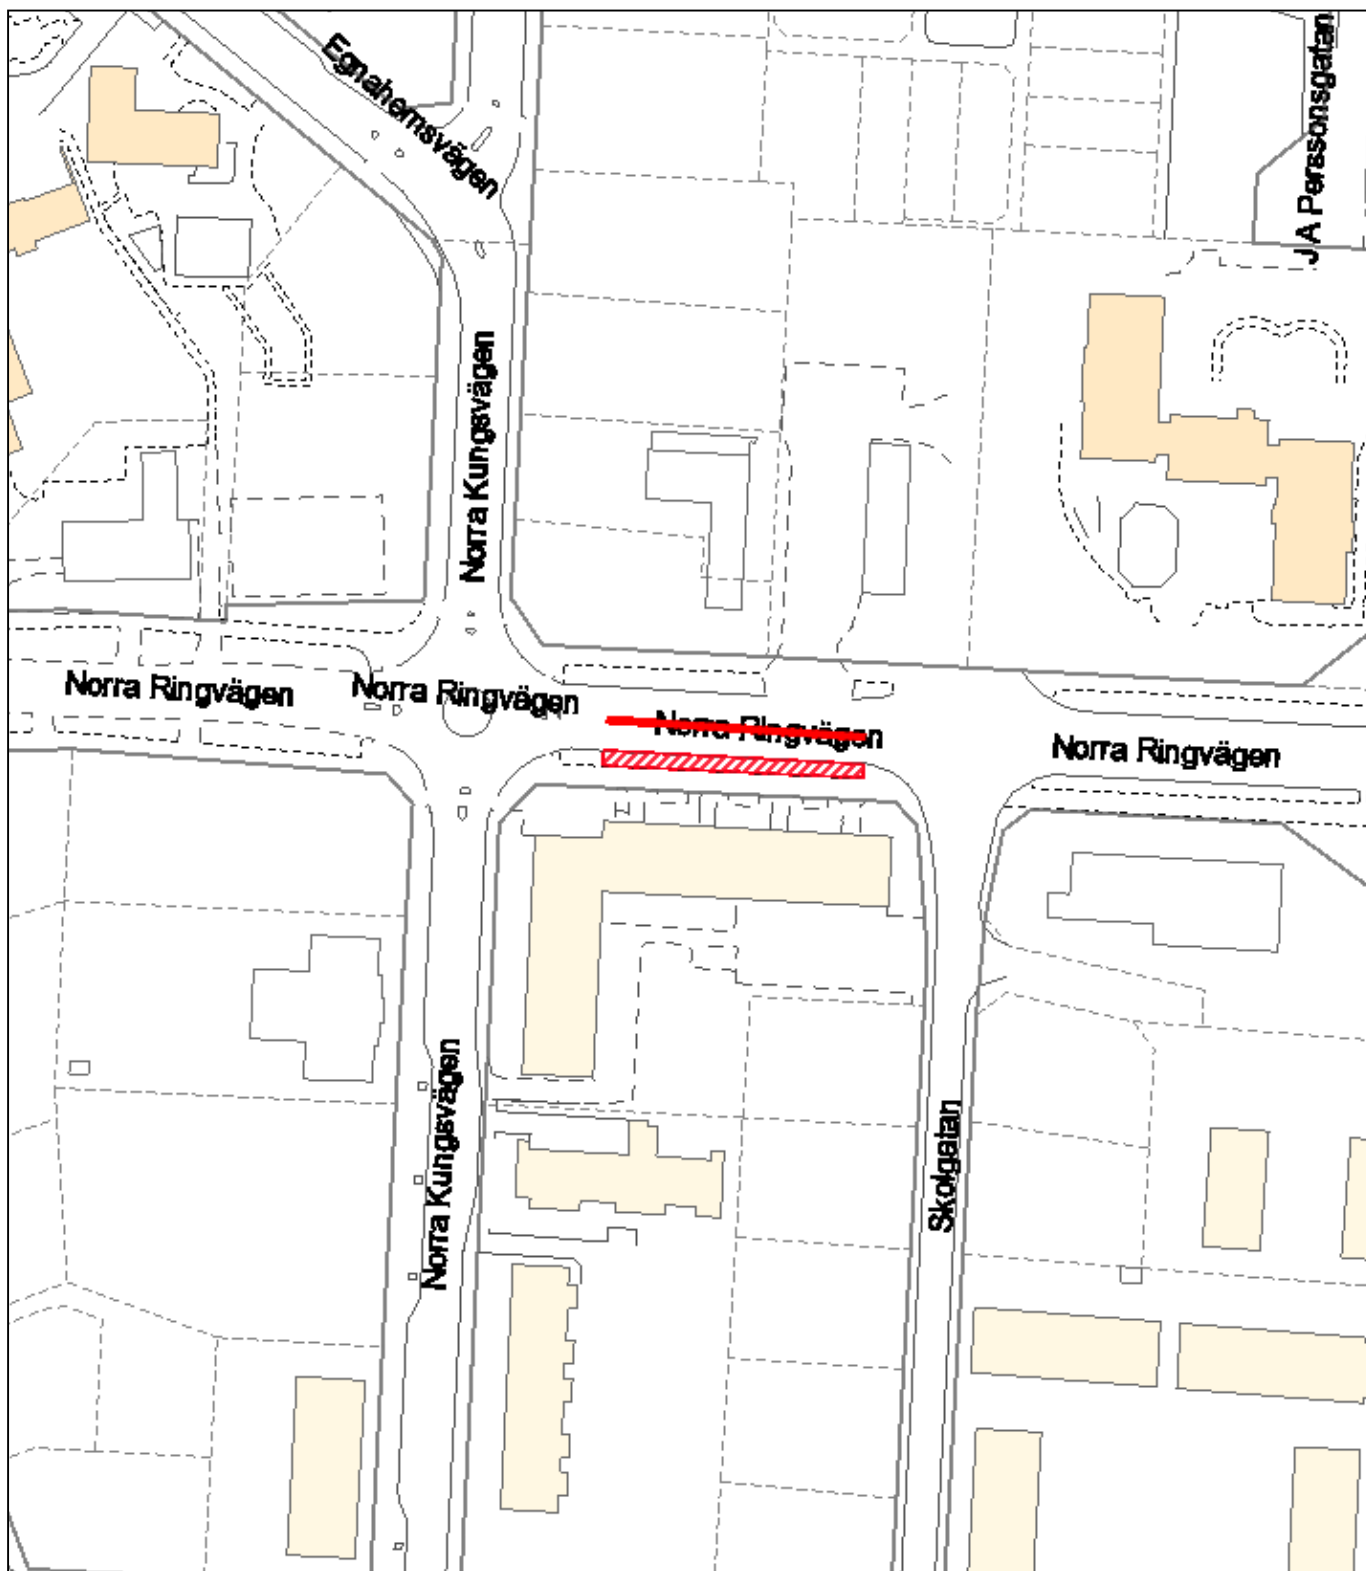 Egnahemsvägen
J A Perssonsgatan
Norra Kungsvägen
Norra Ringvägen
Norra Ringvägen
Norra Ringvägen
Norra Ringvägen
Norra Kungsvägen
Skolgatan